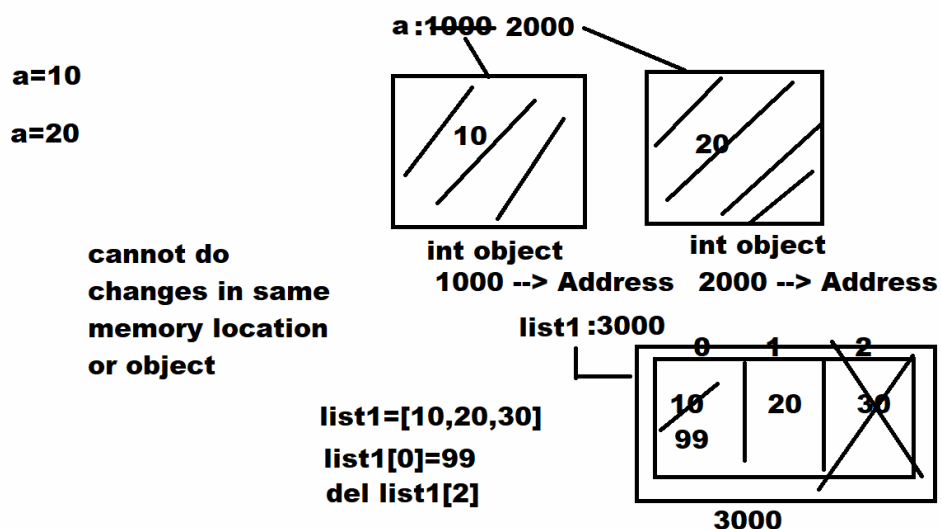 a:1000 2000
a=10
a=20
10
20
int object
1000 --> Address
int object
2000 --> Address
cannot do
changes in same
memory location
or object
list1:3000
0 1 2
10 20 30
99
3000
list1=[10,20,30]
list1[0]=99
del list1[2]